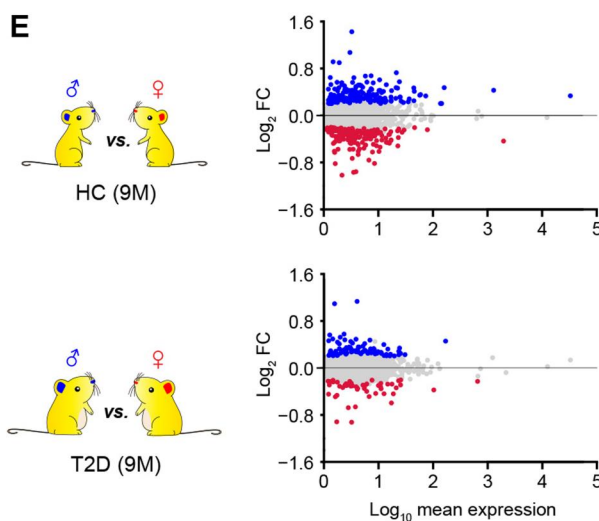 E
♂ ♀
vs.
HC (9M)
Log₂ FC
1.6
0.8
0.0
−0.8
−1.6
0 1 2 3 4 5
♂ ♀
vs.
T2D (9M)
Log₂ FC
1.6
0.8
0.0
−0.8
−1.6
0 1 2 3 4 5
Log₁₀ mean expression